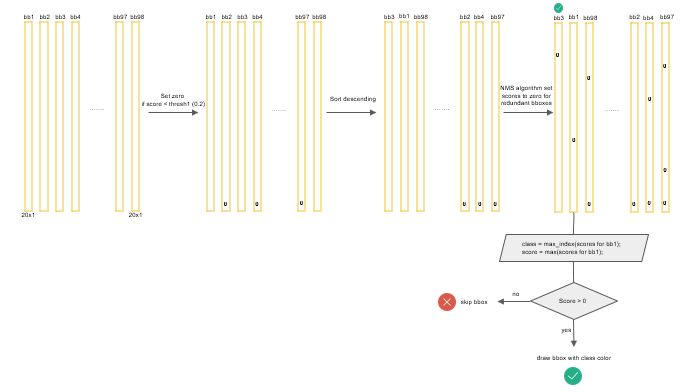 bb1 bb2 bb3 bb4 bb97 bb98
bb1 bb2 bb3 bb4 bb97 bb98
bb3 bb1 bb98 bb2 bb4 bb97
bb3 bb1 bb98 bb2 bb4 bb97
0
0
Set zero
if score < thresh1 (0.2)
Sort descending
NMS algorithm set
scores to zero for
redundant bboxes
0
........
........
........
........
0
0
0 0 0
0 0 0
0 0 0 0 0
20x1 20x1
class = max_index(scores for bb1);
score = max(scores for bb1);
no
skip bbox
Score > 0
yes
draw bbox with class color